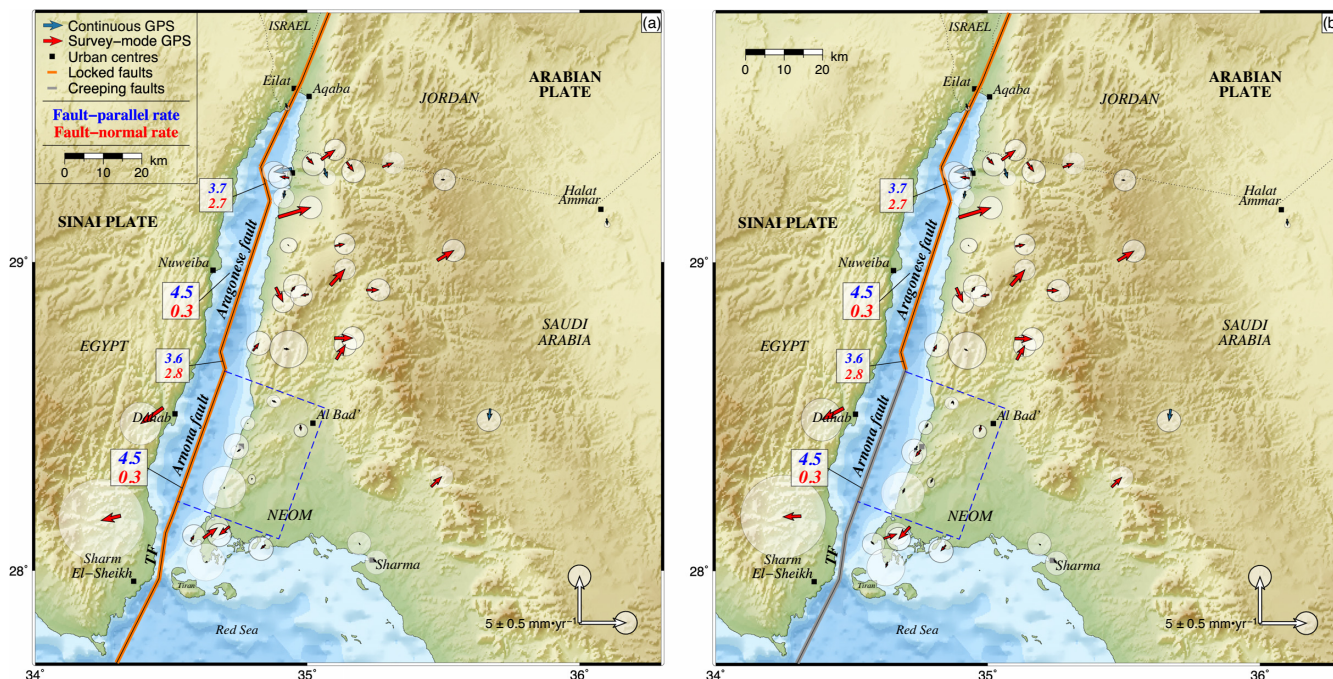 Continuous GPS
Survey-mode GPS
Urban centres
Locked faults
Creeping faults
Fault-parallel rate
Fault-normal rate
0 10 20
km
(a)
ISRAEL
Eilat
Aqaba
JORDAN
ARABIAN
PLATE
3.7
2.7
SINAI PLATE
Halat
Ammar
29°
Nuweiba
4.5
0.3
Aragonese fault
EGYPT
SAUDI
ARABIA
3.6
2.8
Dahab
Al Bad'
4.5
0.3
Arnona fault
NEOM
TF
28°
Sharm
El-Sheikh
Tiran
Sharma
Red Sea
5 ± 0.5 mm·yr⁻¹
34° 35° 36°
(b)
0 10 20
km
ISRAEL
Eilat
Aqaba
JORDAN
ARABIAN
PLATE
3.7
2.7
SINAI PLATE
Halat
Ammar
29°
Nuweiba
4.5
0.3
Aragonese fault
EGYPT
SAUDI
ARABIA
3.6
2.8
Dahab
Al Bad'
4.5
0.3
Arnona fault
NEOM
TF
28°
Sharm
El-Sheikh
Tiran
Sharma
Red Sea
5 ± 0.5 mm·yr⁻¹
34° 35° 36°